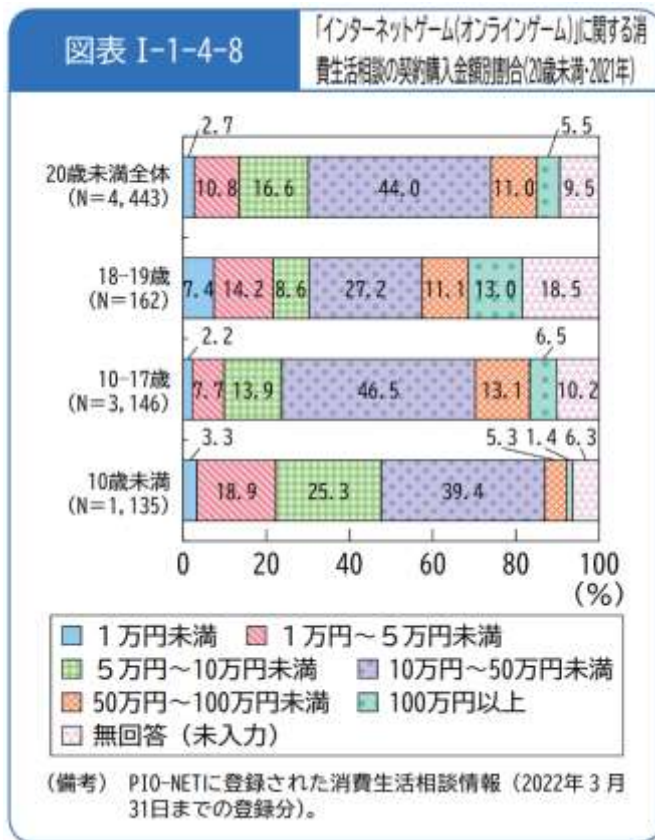 図表 Ⅰ-1-4-8
「インターネットゲーム(オンラインゲーム)」に関する消
費生活相談の契約購入金額別割合(20歳未満・2021年)
2.7 5.5
20歳未満全体
(N=4,443)
10.8 16.6 44.0 11.0 9.5
18-19歳
(N=162)
7.4 14.2 8.6 27.2 11.1 13.0 18.5
2.2 6.5
10-17歳
(N=3,146)
7.7 13.9 46.5 13.1 10.2
3.3 5.3 1.4 6.3
10歳未満
(N=1,135)
18.9 25.3 39.4
0 20 40 60 80 100
(%)
1万円未満 1万円～5万円未満
5万円～10万円未満 10万円～50万円未満
50万円～100万円未満 100万円以上
無回答（未入力）
（備考） PIO-NETに登録された消費生活相談情報（2022年3月
31日までの登録分）。